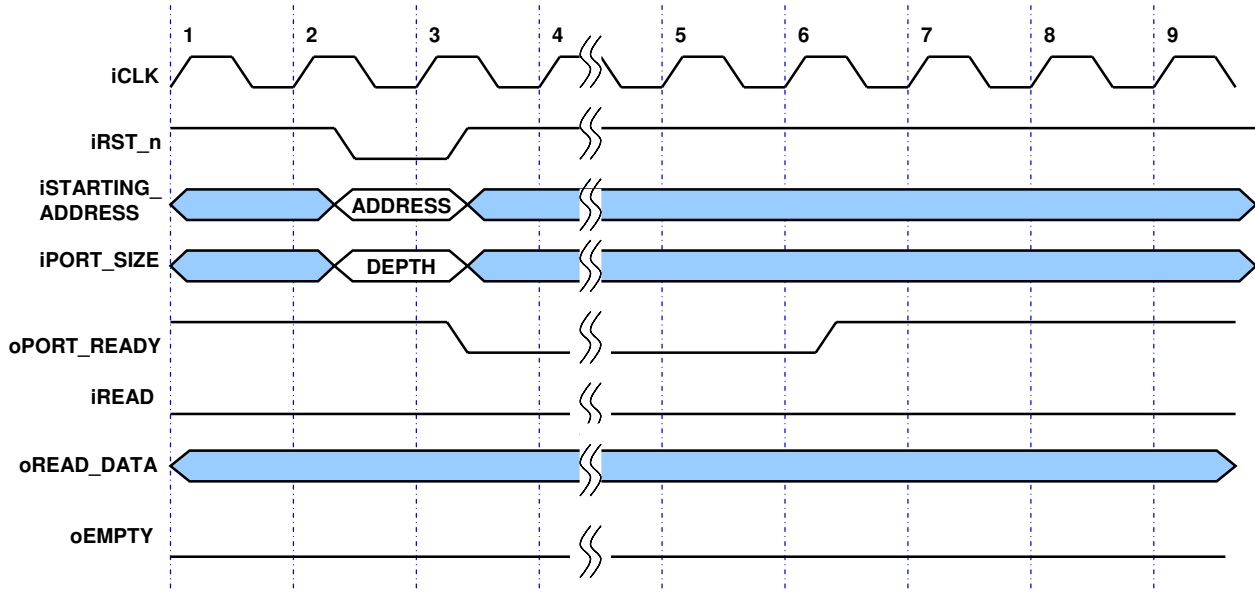 1 2 3 4 5 6 7 8 9
iCLK
iRST_n
iSTARTING_
ADDRESS
ADDRESS
iPORT_SIZE
DEPTH
oPORT_READY
iREAD
oREAD_DATA
oEMPTY